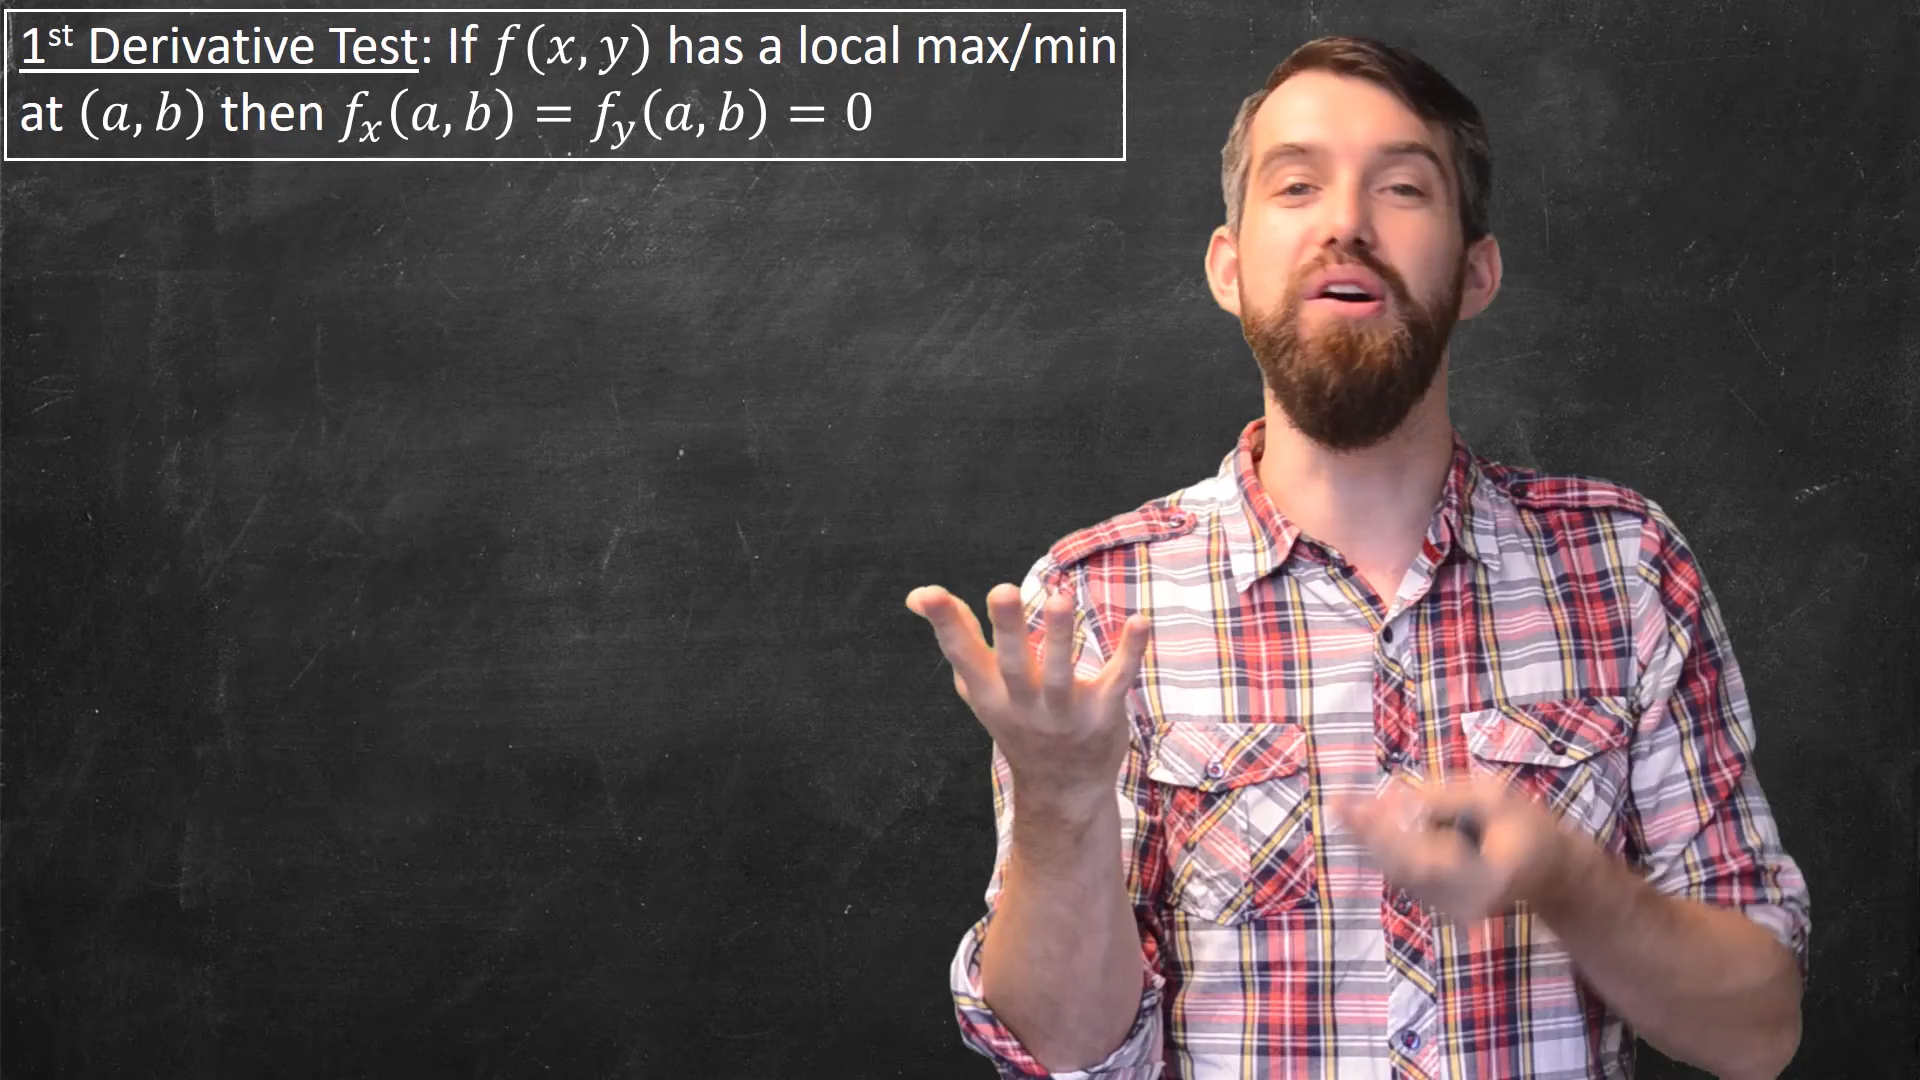 1st Derivative Test: If f(x, y) has a local max/min
at (a, b) then fx(a, b) = fy(a, b) = 0